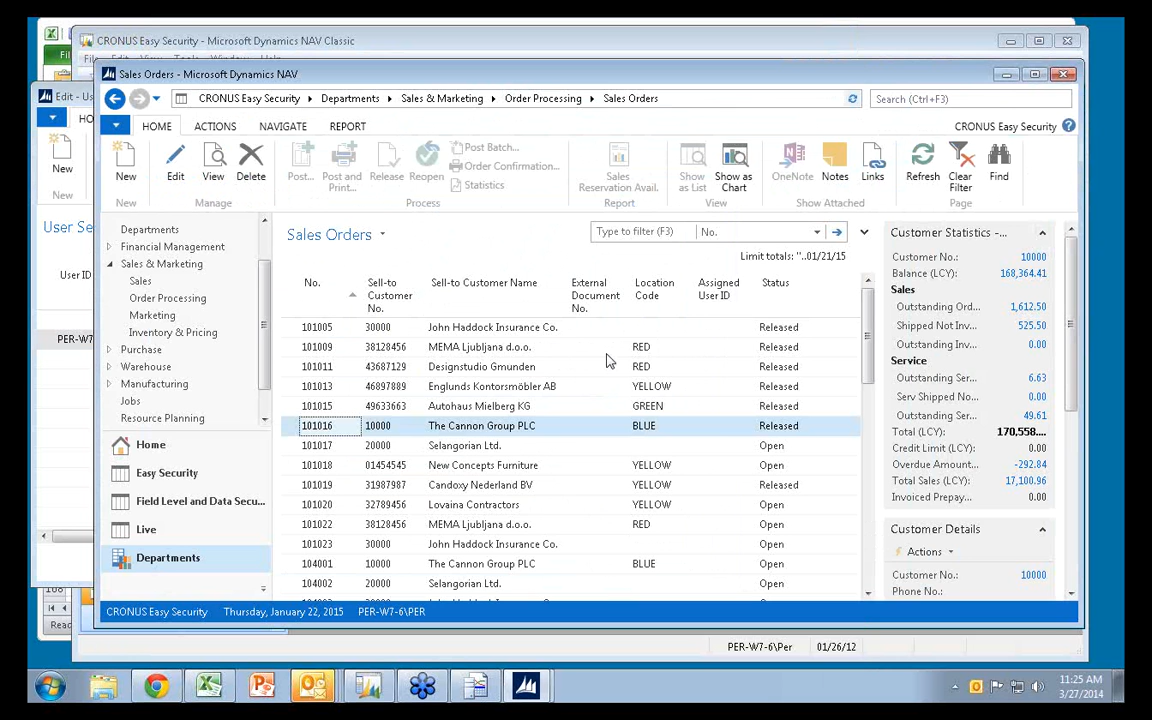 CRONUS Easy Security - Microsoft Dynamics NAV Classic
Sales Orders - Microsoft Dynamics NAV
Edit - Us
CRONUS Easy Security Departments Sales & Marketing Order Processing Sales Orders
Search (Ctrl+F3)
HOME ACTIONS NAVIGATE REPORT
CRONUS Easy Security
New
New
New
New
Edit
View
Delete
Manage
Post...
Post and Print...
Release
Reopen
Post Batch...
Order Confirmation...
Statistics
Process
Sales Reservation Avail.
Report
Show as List
Show as Chart
View
OneNote
Notes
Links
Show Attached
Refresh
Clear Filter
Find
Page
User Se
User ID
PER-W7
Departments
Financial Management
Sales & Marketing
Sales
Order Processing
Marketing
Inventory & Pricing
Purchase
Warehouse
Manufacturing
Jobs
Resource Planning
Home
Easy Security
Field Level and Data Secu...
Live
Departments
Sales Orders
Type to filter (F3) No.
Limit totals: ''..01/21/15
No. Sell-to Customer No. Sell-to Customer Name External Document No. Location Code Assigned User ID Status
101005 30000 John Haddock Insurance Co. Released
101009 38128456 MEMA Ljubljana d.o.o. RED Released
101011 43687129 Designstudio Gmunden RED Released
101013 46897889 Englunds Kontorsmöbler AB YELLOW Released
101015 49633663 Autohaus Mielberg KG GREEN Released
101016 10000 The Cannon Group PLC BLUE Released
101017 20000 Selangorian Ltd. Open
101018 01454545 New Concepts Furniture YELLOW Open
101019 31987987 Candoxy Nederland BV YELLOW Released
101020 32789456 Lovaina Contractors YELLOW Open
101022 38128456 MEMA Ljubljana d.o.o. RED Open
101023 30000 John Haddock Insurance Co. Open
104001 10000 The Cannon Group PLC BLUE Open
104002 20000 Selangorian Ltd. Open
Customer Statistics -...
Customer No.: 10000
Balance (LCY): 168,364.41
Sales
Outstanding Ord... 1,612.50
Shipped Not Inv... 525.50
Outstanding Inv... 0.00
Service
Outstanding Ser... 6.63
Serv Shipped No... 0.00
Outstanding Ser... 49.61
Total (LCY): 170,558....
Credit Limit (LCY): 0.00
Overdue Amount... -292.84
Total Sales (LCY): 17,100.96
Invoiced Prepay... 0.00
Customer Details
Actions
Customer No.: 10000
Phone No.:
CRONUS Easy Security Thursday, January 22, 2015 PER-W7-6\PER
Read
PER-W7-6\Per 01/26/12
11:25 AM
3/27/2014